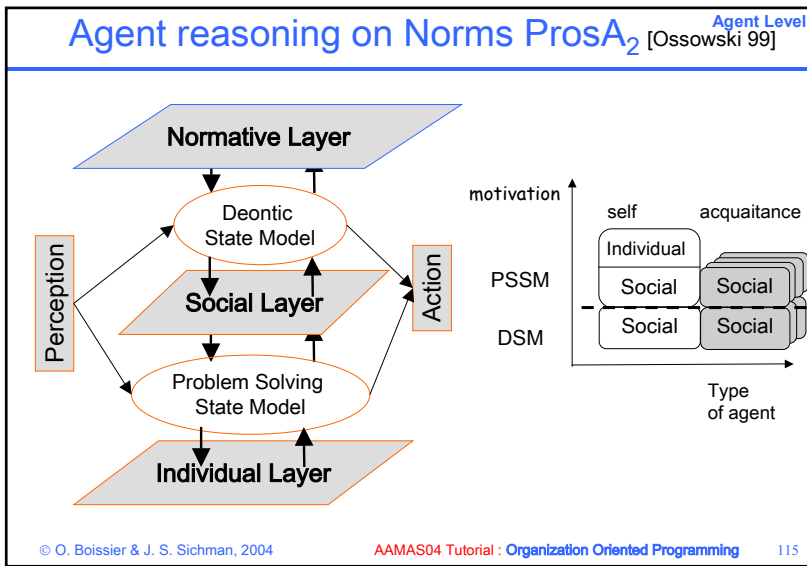 Agent reasoning on Norms ProsA2 [Ossowski 99]
Agent Level
Normative Layer
Deontic
State Model
Perception
Social Layer
Action
Problem Solving
State Model
Individual Layer
motivation
self
acquaitance
Individual
PSSM
Social
Social
DSM
Social
Social
Type
of agent
© O. Boissier & J. S. Sichman, 2004
AAMAS04 Tutorial : Organization Oriented Programming
115